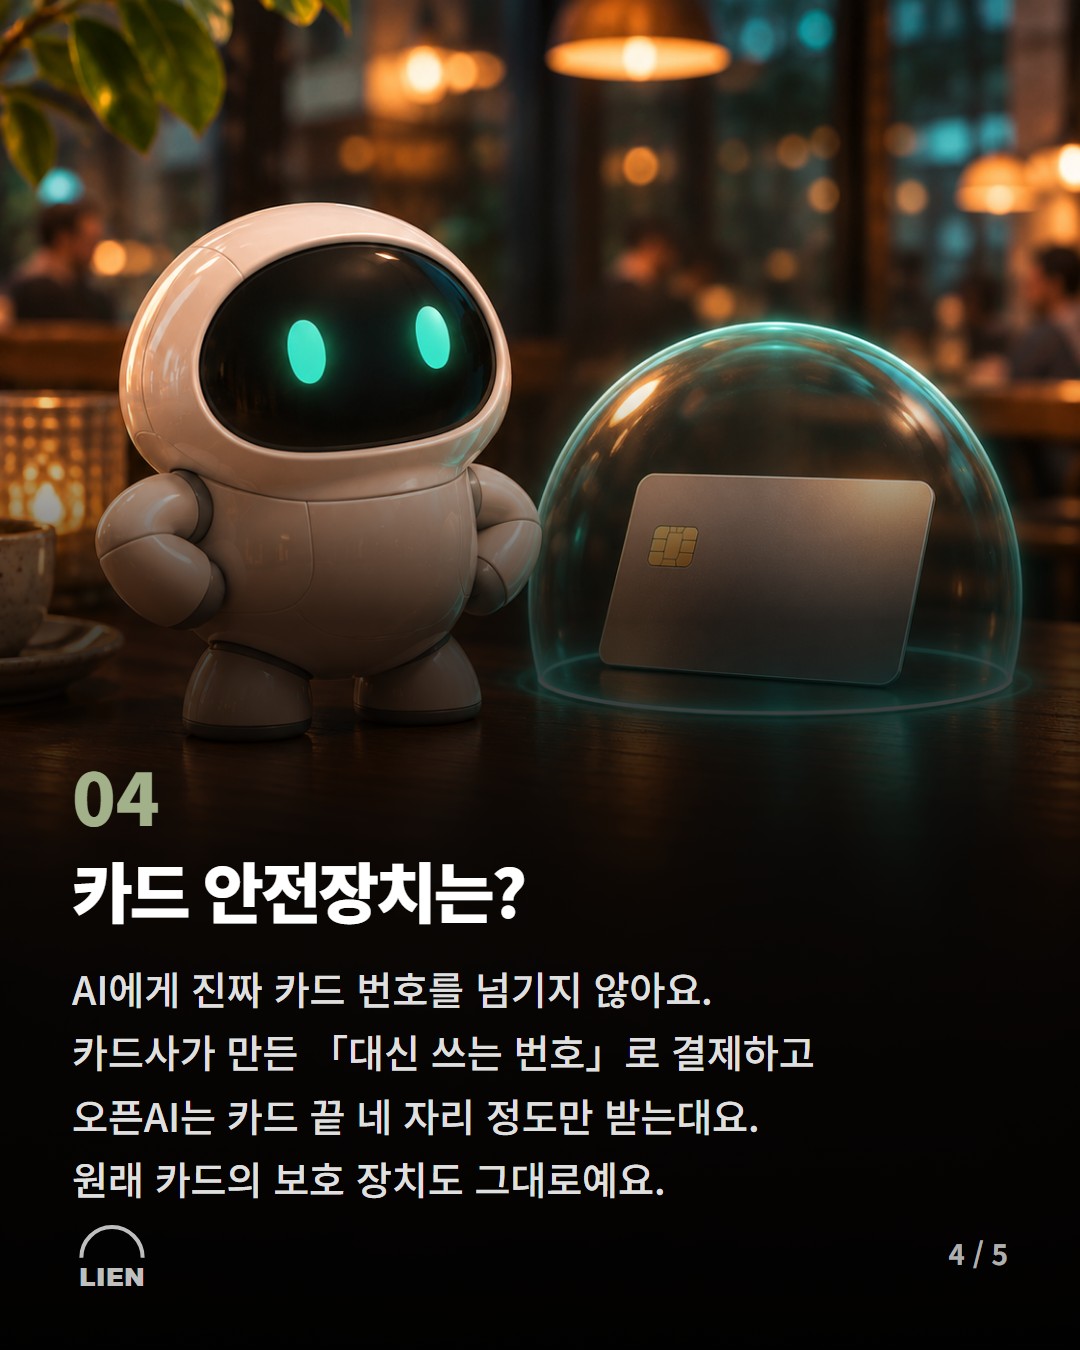 04
카드 안전장치는?
AI에게 진짜 카드 번호를 넘기지 않아요.
카드사가 만든 「대신 쓰는 번호」로 결제하고
오픈AI는 카드 끝 네 자리 정도만 받는대요.
원래 카드의 보호 장치도 그대로예요.
LIEN
4 / 5